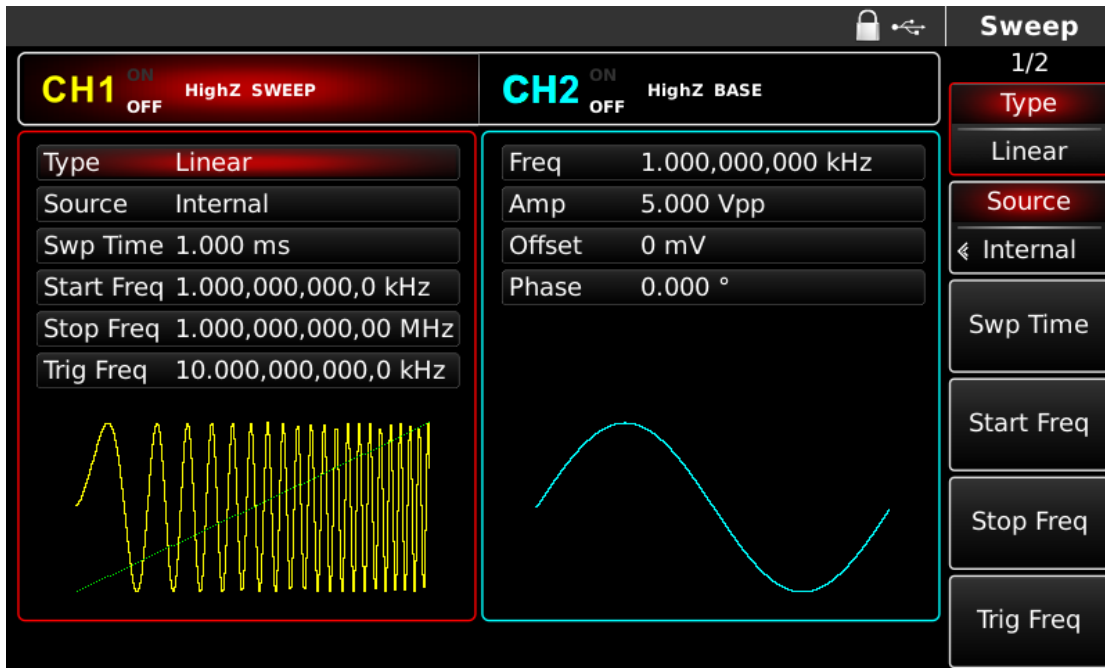 Sweep
1/2
CH1 ON OFF HighZ SWEEP
CH2 ON OFF HighZ BASE
Type Linear
Source Internal
Swp Time 1.000 ms
Start Freq 1.000,000,000,0 kHz
Stop Freq 1.000,000,000,00 MHz
Trig Freq 10.000,000,000,0 kHz
Freq 1.000,000,000 kHz
Amp 5.000 Vpp
Offset 0 mV
Phase 0.000 °
Type
Linear
Source
Internal
Swp Time
Start Freq
Stop Freq
Trig Freq